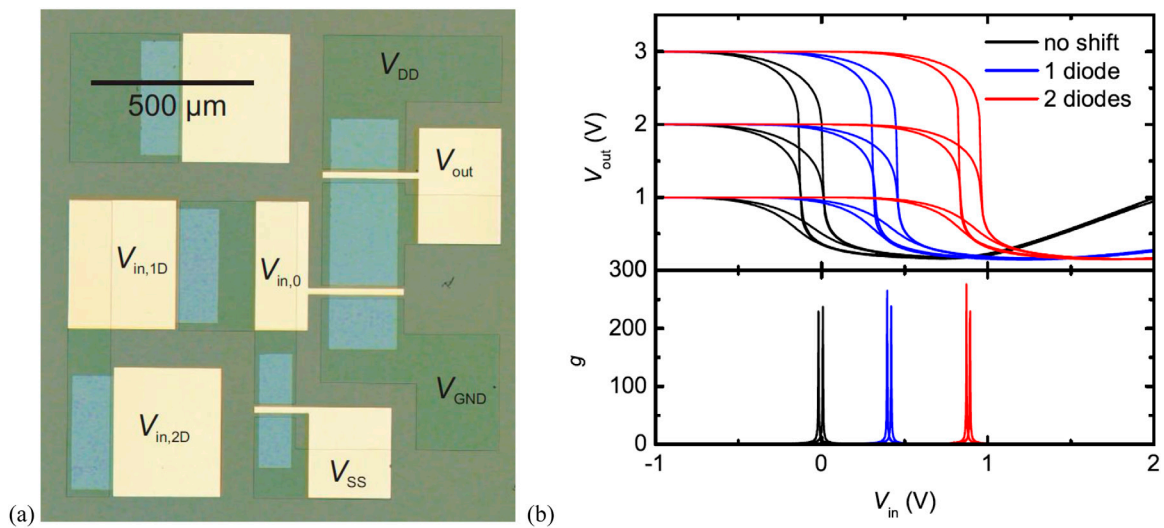 V_DD
500 µm
V_out
V_in,1D
V_in,0
V_GND
V_in,2D
V_SS
(a)
(b)
no shift
1 diode
2 diodes
3
2
1
V_out (V)
300
200
100
0
g
-1 0 1 2
V_in (V)